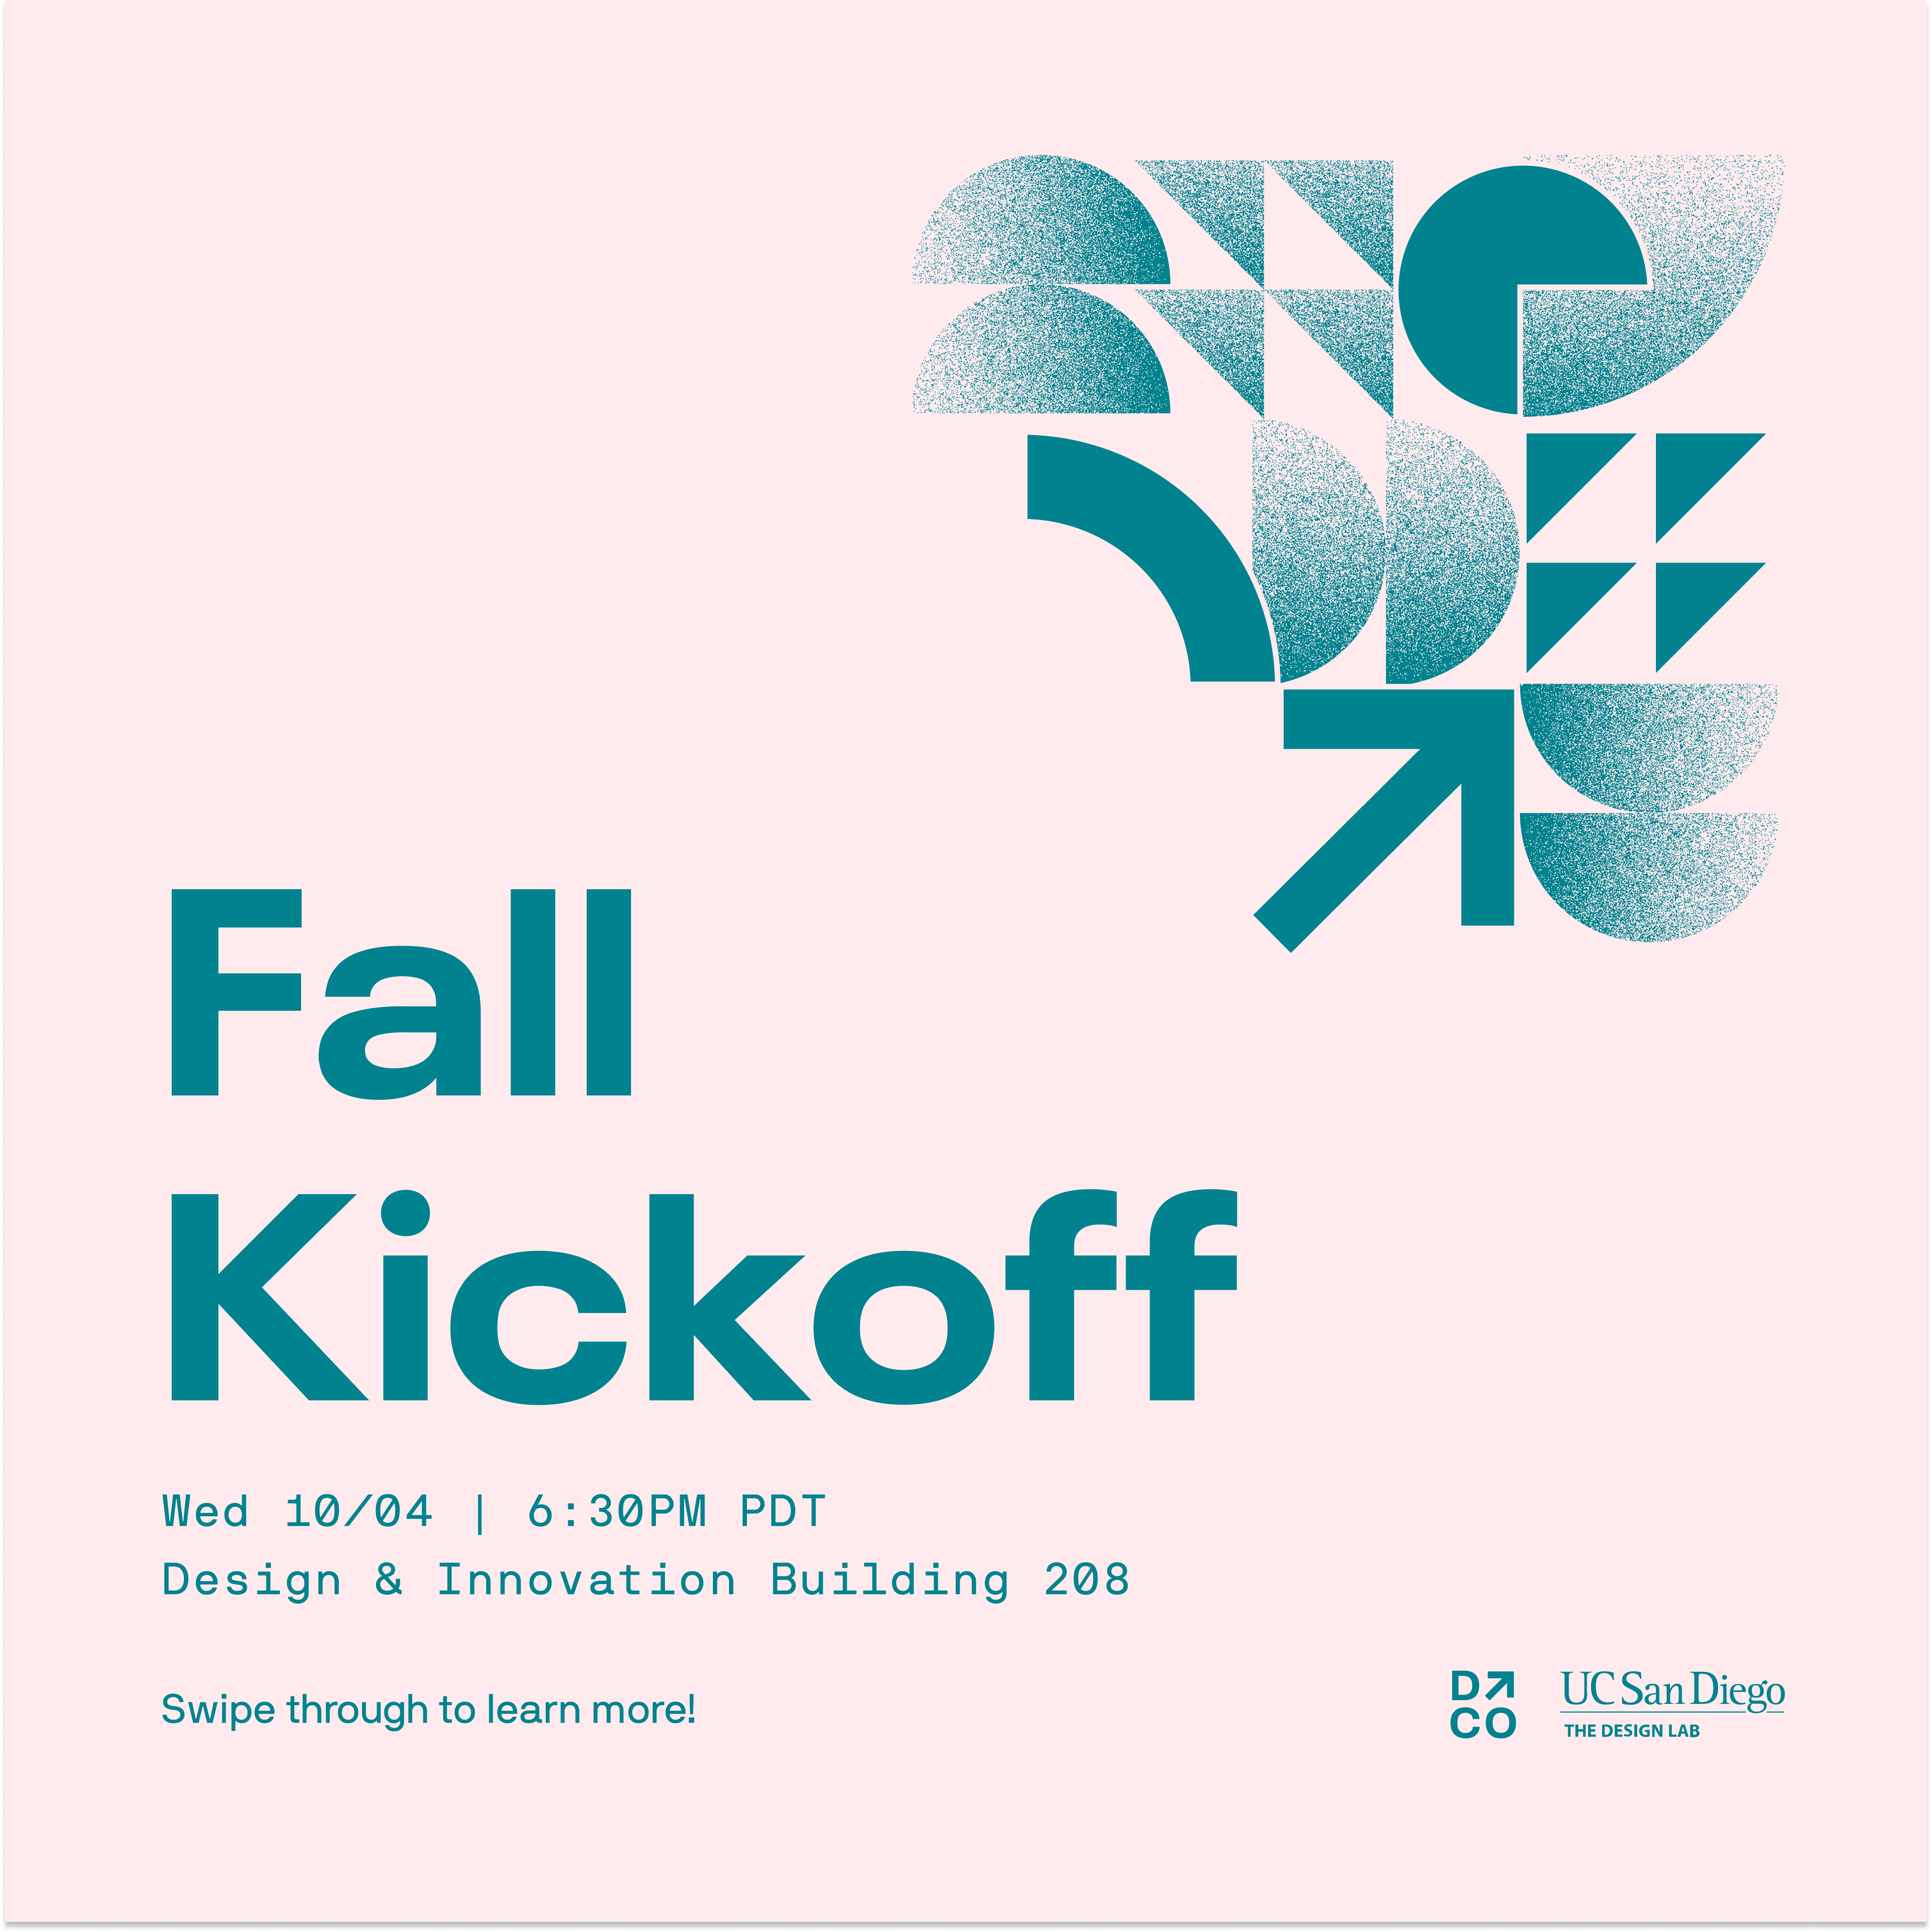 Fall
Kickoff
Wed 10/04 | 6:30PM PDT
Design & Innovation Building 208
Swipe through to learn more!
D
CO
UC San Diego
THE DESIGN LAB